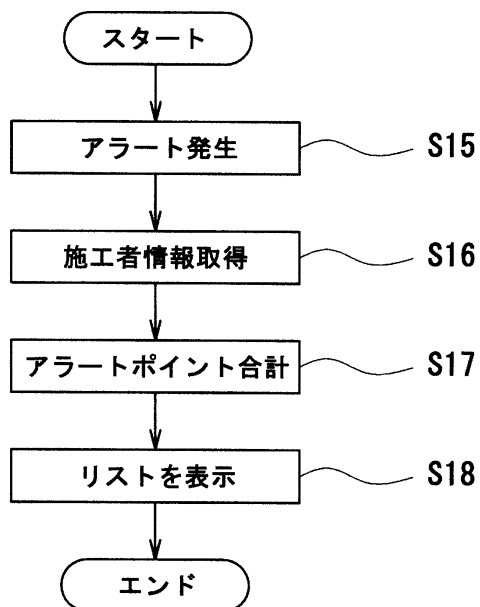 スタート
アラート発生 S15
施工者情報取得 S16
アラートポイント合計 S17
リストを表示 S18
エンド